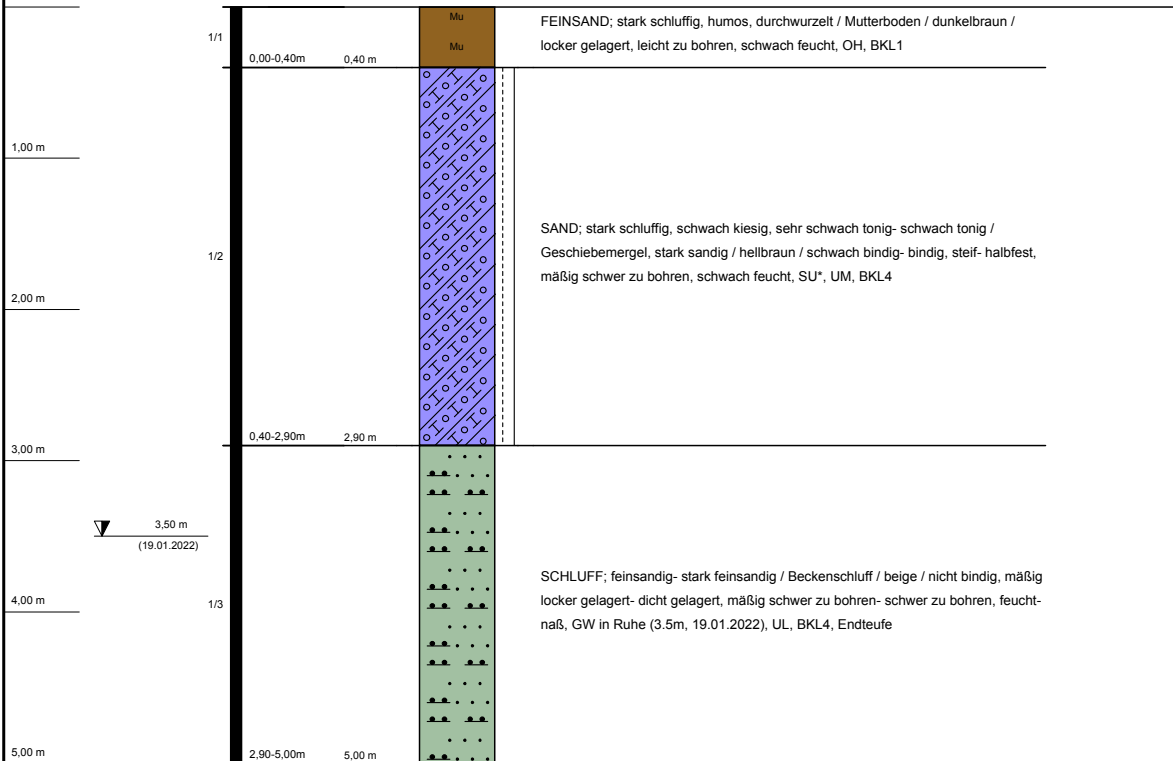 Mu
FEINSAND; stark schluffig, humos, durchwurzelt / Mutterboden / dunkelbraun /
1/1
Mu
locker gelagert, leicht zu bohren, schwach feucht, OH, BKL1
0,00-0,40m 0,40 m
1,00 m
SAND; stark schluffig, schwach kiesig, sehr schwach tonig- schwach tonig /
1/2
Geschiebemergel, stark sandig / hellbraun / schwach bindig- bindig, steif- halbfest,
mäßig schwer zu bohren, schwach feucht, SU*, UM, BKL4
2,00 m
0,40-2,90m 2,90 m
3,00 m
3,50 m
(19.01.2022)
SCHLUFF; feinsandig- stark feinsandig / Beckenschluff / beige / nicht bindig, mäßig
4,00 m
1/3
locker gelagert- dicht gelagert, mäßig schwer zu bohren- schwer zu bohren, feucht-
naß, GW in Ruhe (3.5m, 19.01.2022), UL, BKL4, Endteufe
5,00 m
2,90-5,00m 5,00 m